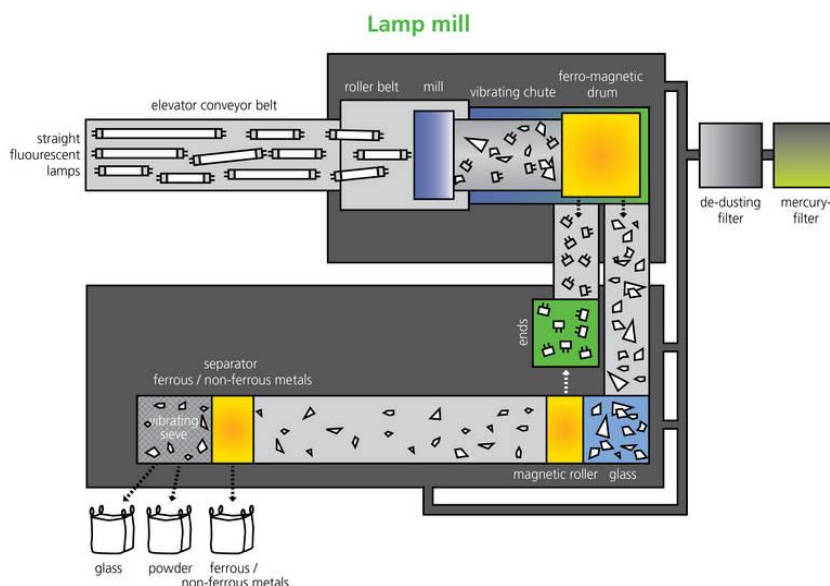 Lamp mill
elevator conveyor belt
roller belt
mill
vibrating chute
ferro-magnetic
drum
straight
fluourescent
lamps
de-dusting
filter
mercury-
filter
ends
separator
ferrous / non-ferrous metals
vibrating
sieve
magnetic roller
glass
glass
powder
ferrous /
non-ferrous metals